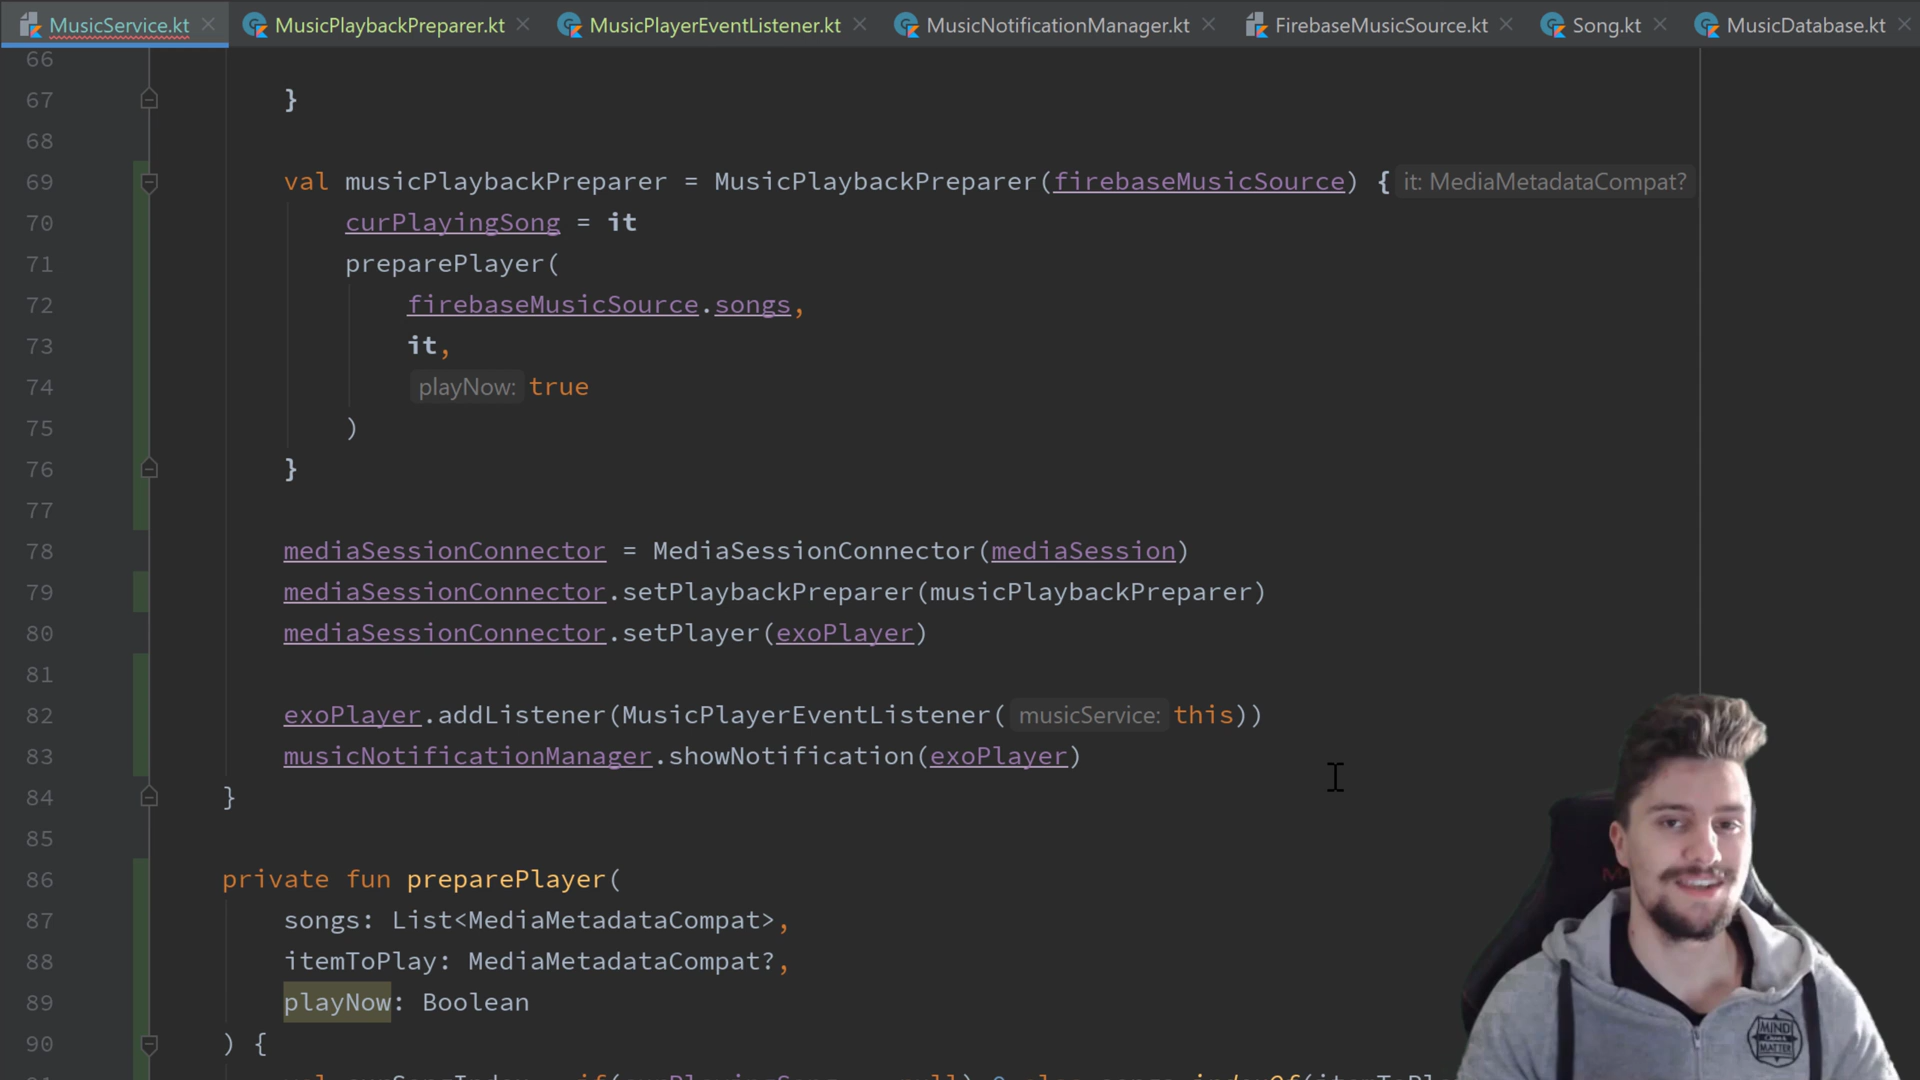 MusicService.kt MusicPlaybackPreparer.kt MusicPlayerEventListener.kt MusicNotificationManager.kt FirebaseMusicSource.kt Song.kt MusicDatabase.kt
66
67 }
68
69 val musicPlaybackPreparer = MusicPlaybackPreparer(firebaseMusicSource) { it: MediaMetadataCompat?
70 curPlayingSong = it
71 preparePlayer(
72 firebaseMusicSource.songs,
73 it,
74 playNow: true
75 )
76 }
77
78 mediaSessionConnector = MediaSessionConnector(mediaSession)
79 mediaSessionConnector.setPlaybackPreparer(musicPlaybackPreparer)
80 mediaSessionConnector.setPlayer(exoPlayer)
81
82 exoPlayer.addListener(MusicPlayerEventListener( musicService: this))
83 musicNotificationManager.showNotification(exoPlayer)
84 }
85
86 private fun preparePlayer(
87 songs: List<MediaMetadataCompat>,
88 itemToPlay: MediaMetadataCompat?,
89 playNow: Boolean
90 ) {
MIND
MATTER